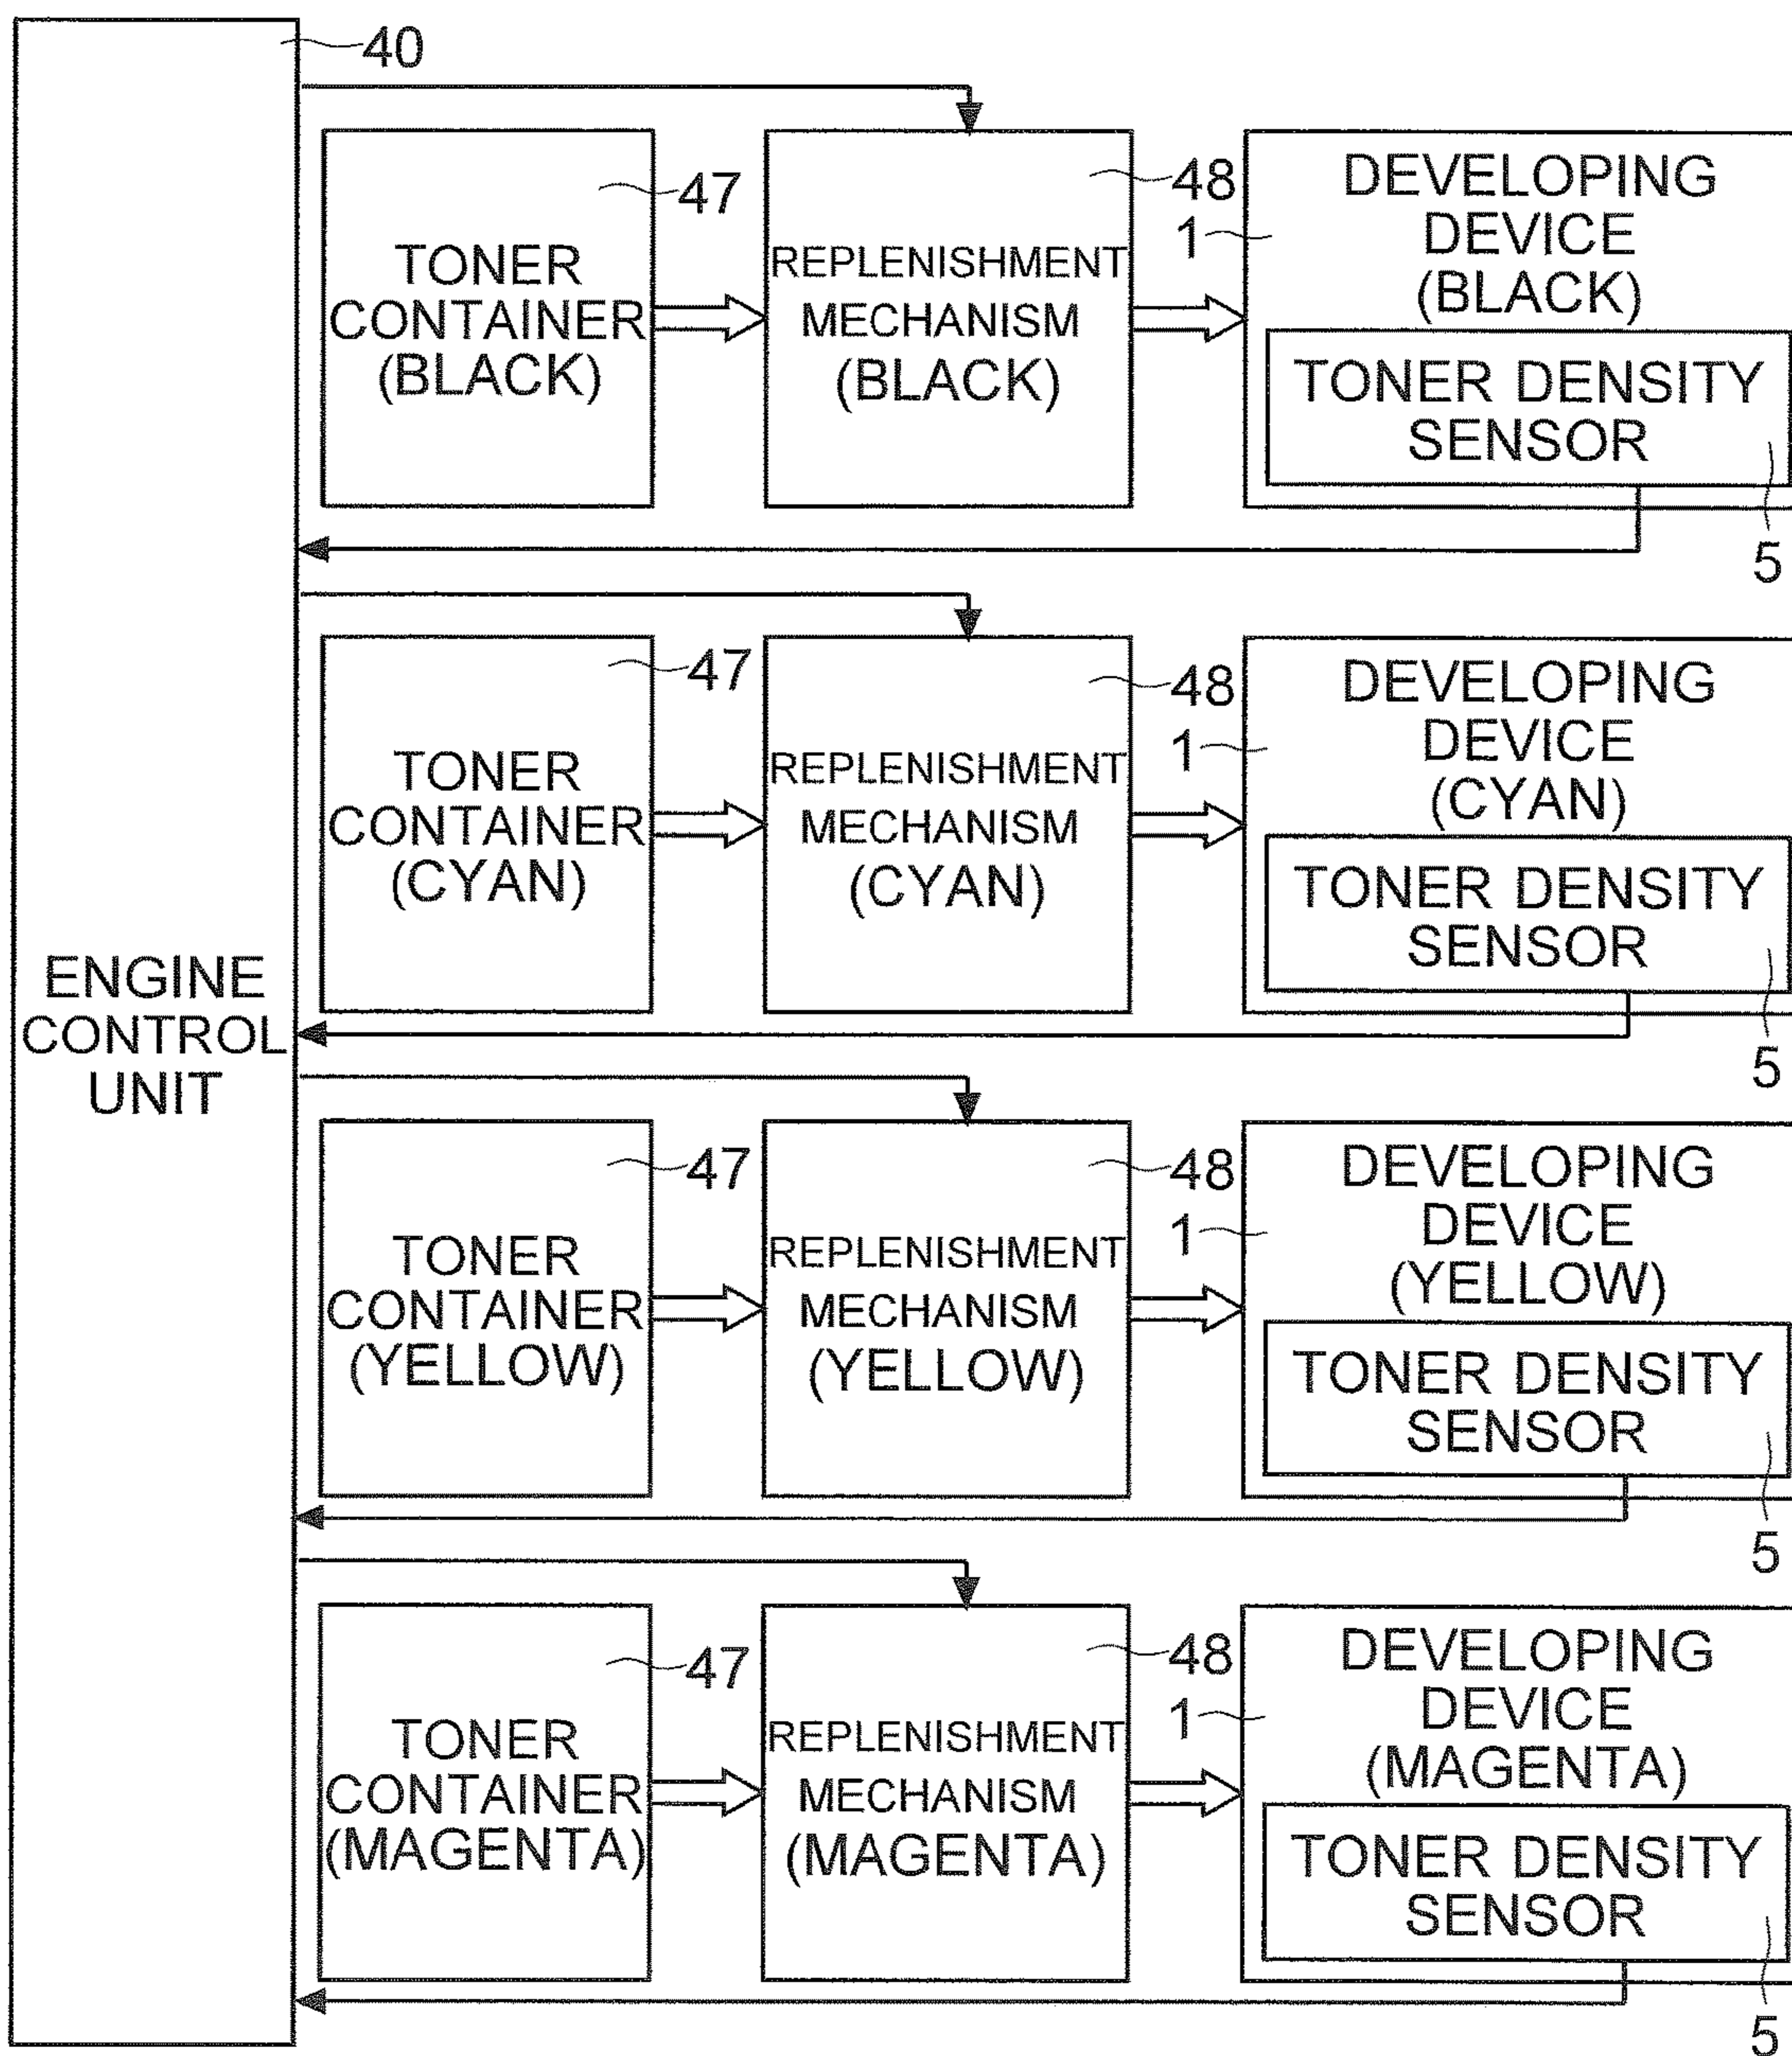 40
47
48
1
TONER
CONTAINER
(BLACK)
REPLENISHMENT
MECHANISM
(BLACK)
DEVELOPING
DEVICE
(BLACK)
TONER DENSITY
SENSOR
5
47
48
1
TONER
CONTAINER
(CYAN)
REPLENISHMENT
MECHANISM
(CYAN)
DEVELOPING
DEVICE
(CYAN)
TONER DENSITY
SENSOR
5
ENGINE
CONTROL
UNIT
47
48
1
TONER
CONTAINER
(YELLOW)
REPLENISHMENT
MECHANISM
(YELLOW)
DEVELOPING
DEVICE
(YELLOW)
TONER DENSITY
SENSOR
5
47
48
1
TONER
CONTAINER
(MAGENTA)
REPLENISHMENT
MECHANISM
(MAGENTA)
DEVELOPING
DEVICE
(MAGENTA)
TONER DENSITY
SENSOR
5